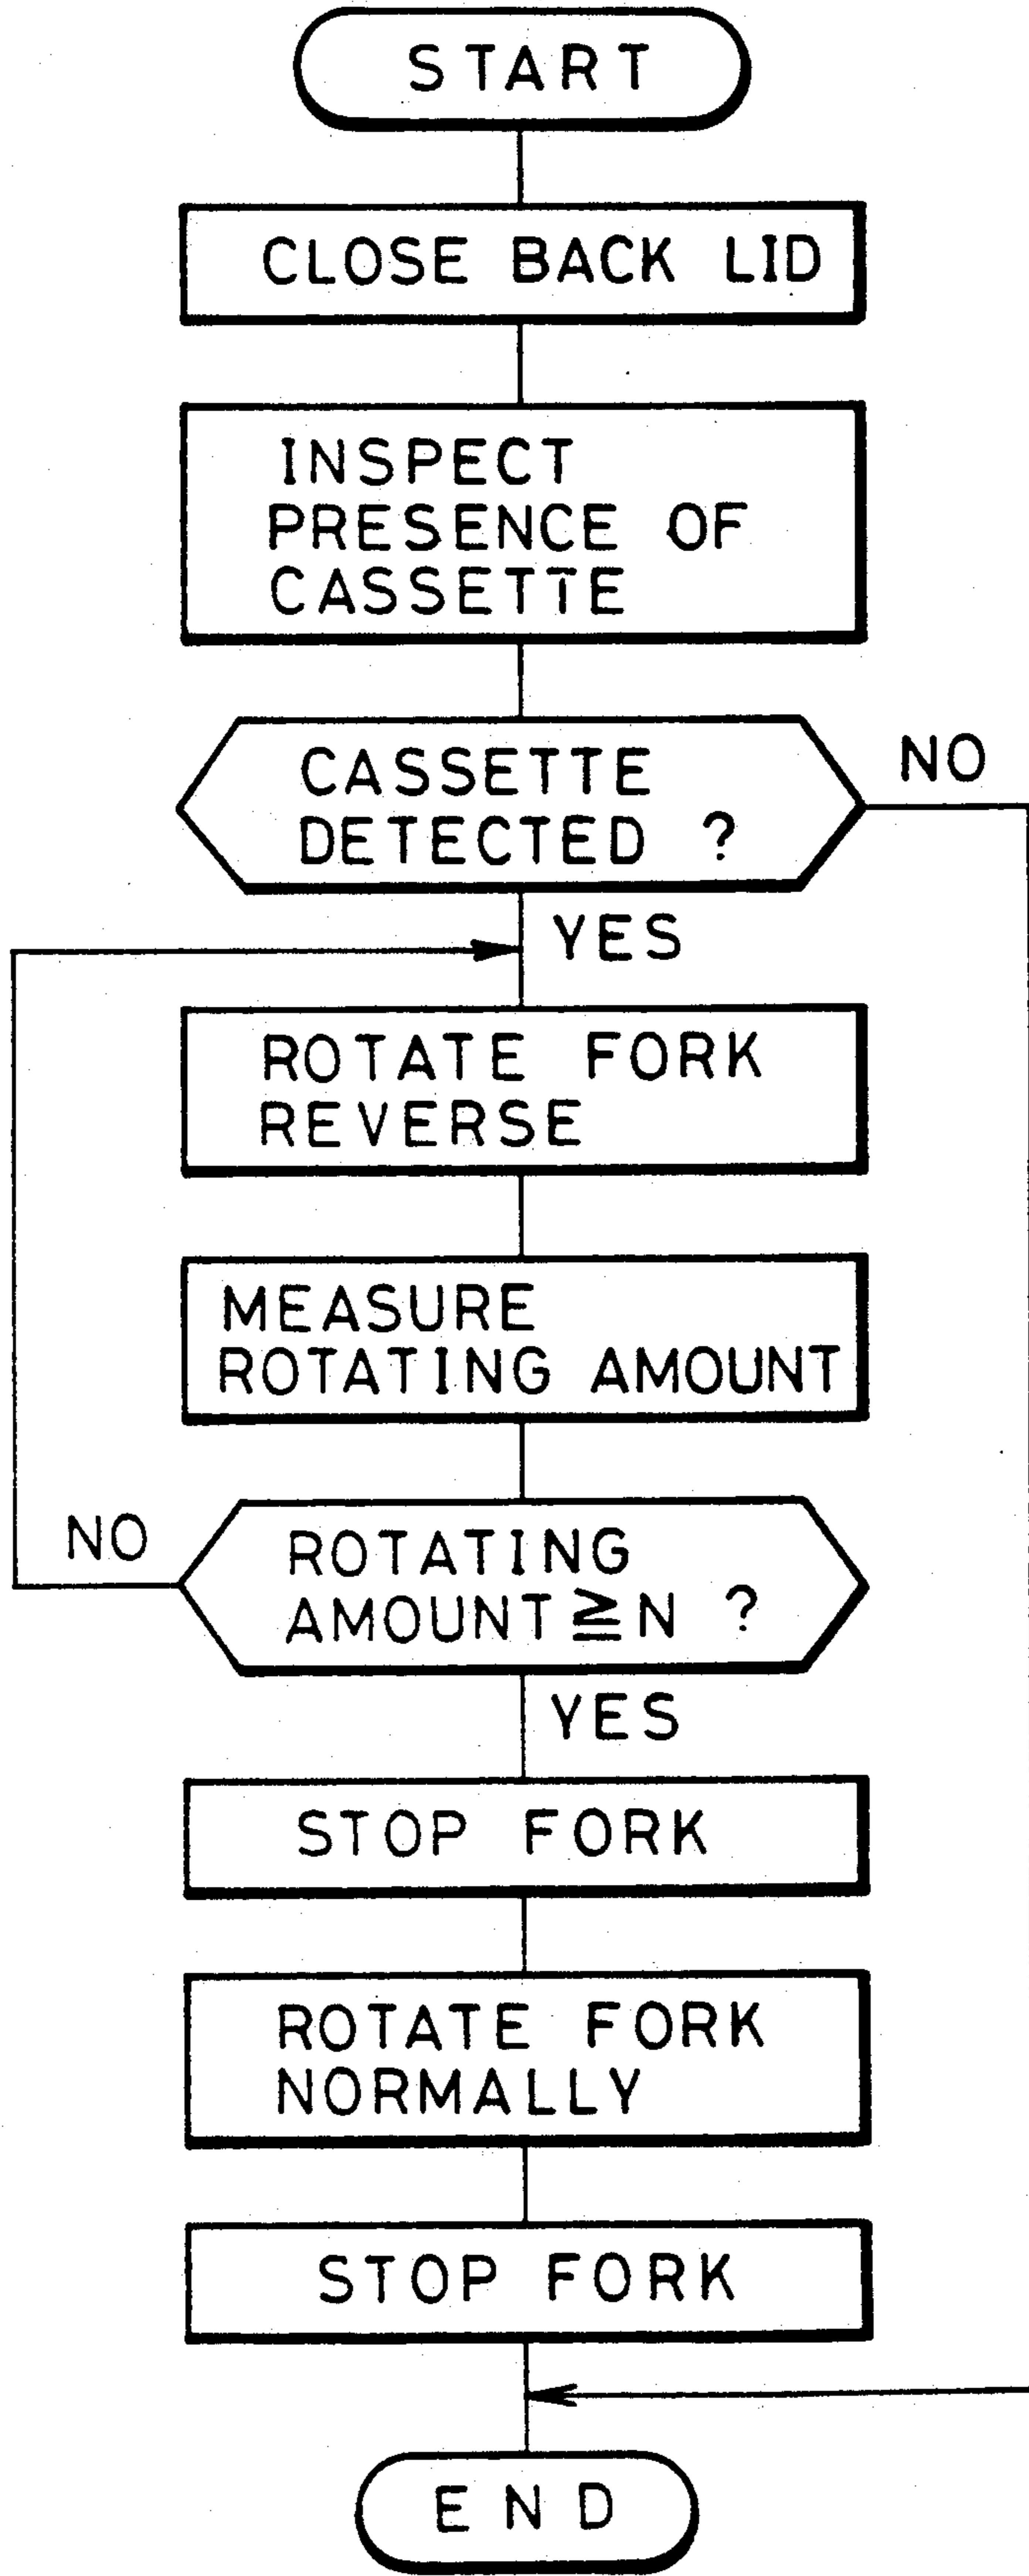 START
CLOSE BACK LID
INSPECT
PRESENCE OF
CASSETTE
CASSETTE
DETECTED ?
NO
YES
ROTATE FORK
REVERSE
MEASURE
ROTATING AMOUNT
ROTATING
AMOUNT≧N ?
NO
YES
STOP FORK
ROTATE FORK
NORMALLY
STOP FORK
END